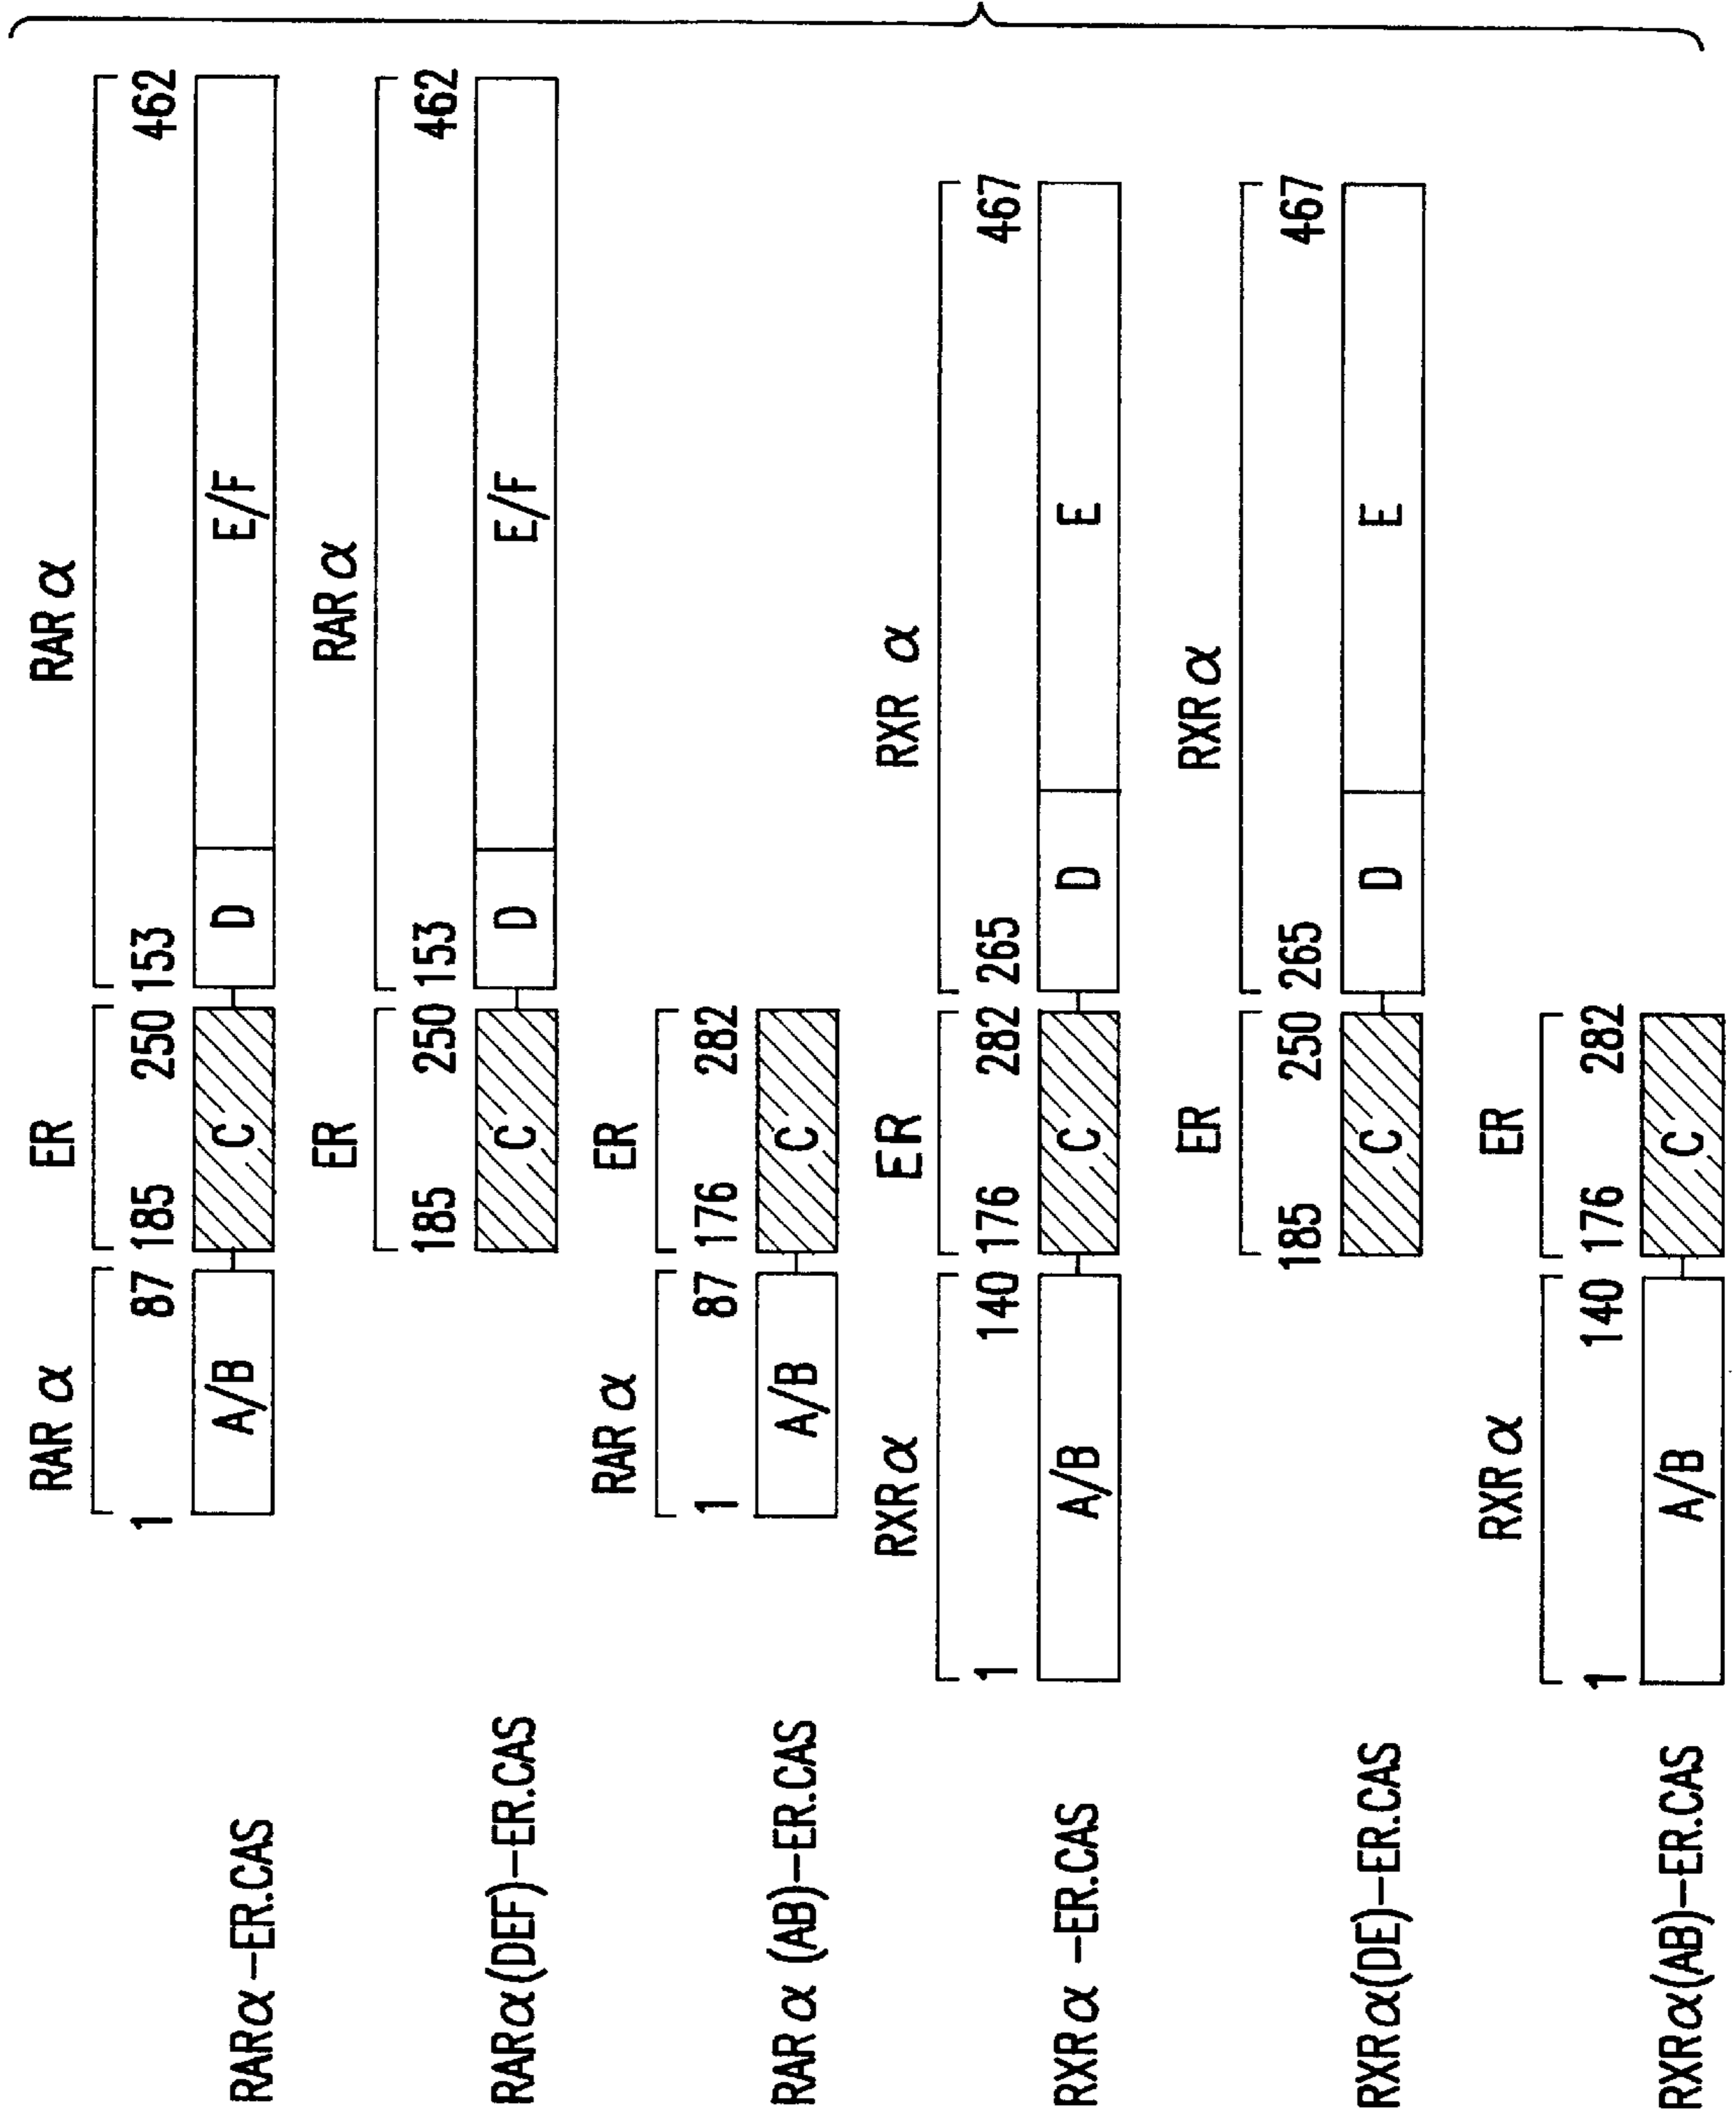 RARα ER RARα
1 87 185 250 153 462
RARα-ER.CAS A/B C D E/F
ER RARα
185 250 153 462
RARα(DEF)-ER.CAS C D E/F
RARα ER
1 87 176 282
RARα (AB)-ER.CAS A/B C
RXRα ER RXR α
1 140 176 282 265 467
RXRα -ER.CAS A/B C D E
ER RXRα
185 250 265 467
RXRα(DE)-ER.CAS C D E
RXRα ER
1 140 176 282
RXRα(AB)-ER.CAS A/B C